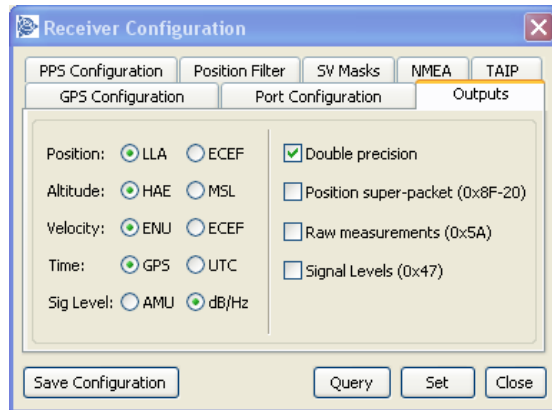 Receiver Configuration
PPS Configuration Position Filter SV Masks NMEA TAIP
GPS Configuration Port Configuration Outputs
Position: LLA ECEF
Altitude: HAE MSL
Velocity: ENU ECEF
Time: GPS UTC
Sig Level: AMU dB/Hz
Double precision
Position super-packet (0x8F-20)
Raw measurements (0x5A)
Signal Levels (0x47)
Save Configuration Query Set Close